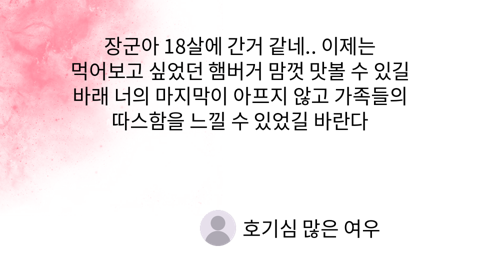 장군아 18살에 간거 같네.. 이제는
먹어보고 싶었던 햄버거 맘껏 맛볼 수 있길
바래 너의 마지막이 아프지 않고 가족들의
따스함을 느낄 수 있었길 바란다
호기심 많은 여우